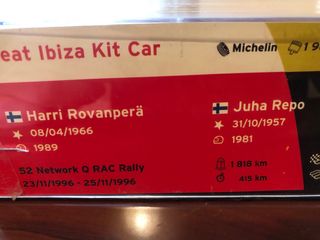 eat Ibiza Kit Car
Michelin
Harri Rovanperä
08/04/1966
1989
Juha Repo
31/10/1957
1981
52 Network Q RAC Rally
23/11/1996 - 25/11/1996
1 818 km
415 km